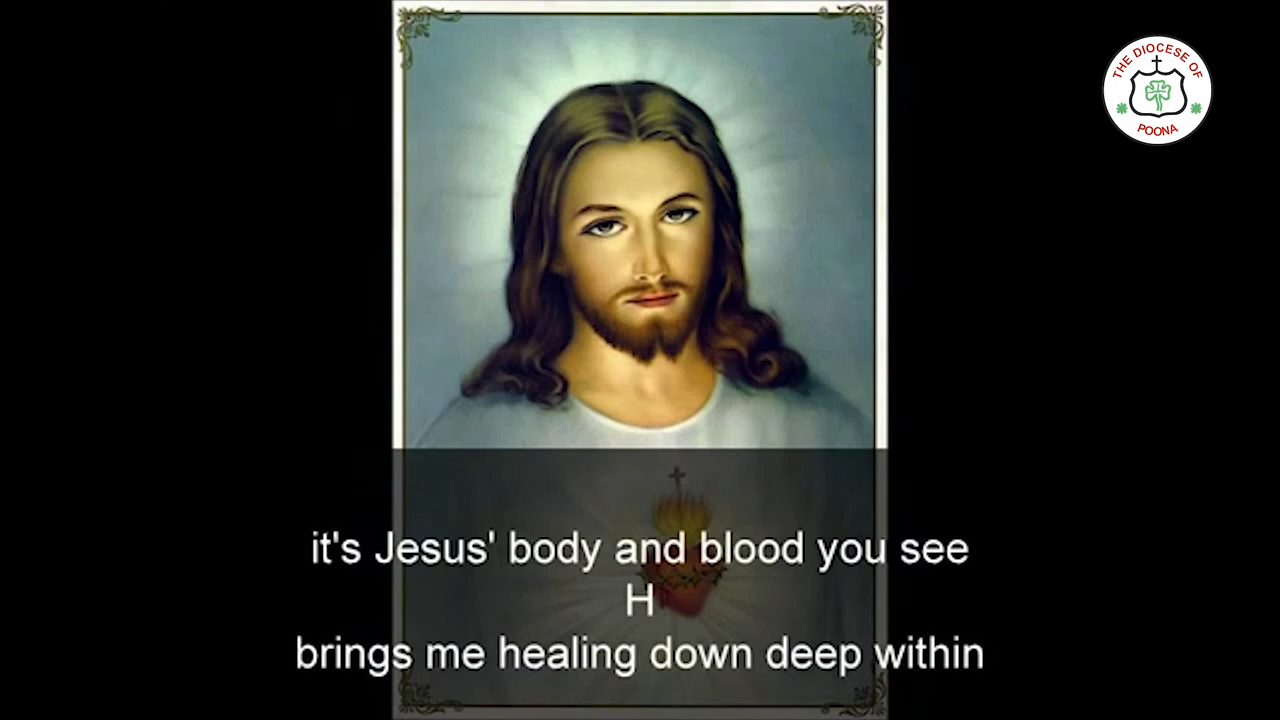 THE DIOCESE OF
POONA
it's Jesus' body and blood you see
H
brings me healing down deep within